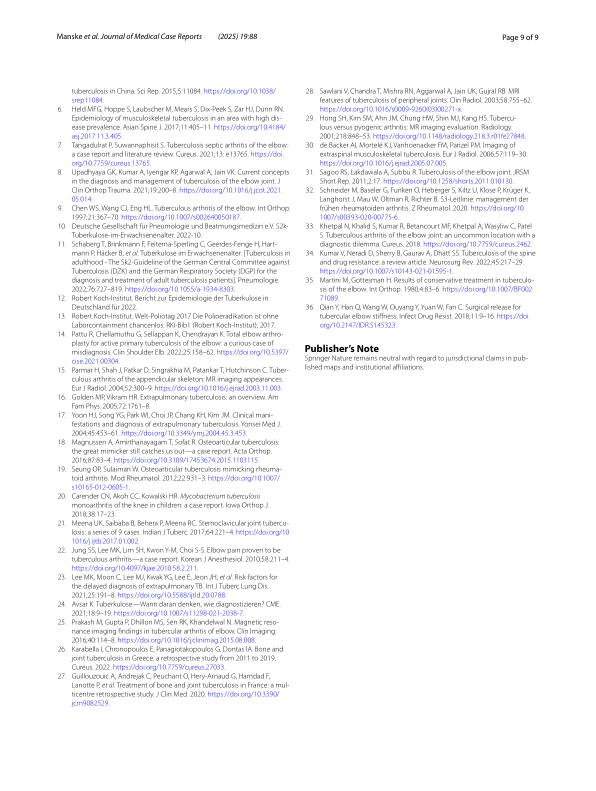 Manske et al. Journal of Medical Case Reports (2025) 19:88
Page 9 of 9
tuberculosis in China. Sci Rep. 2015;5:11084. https://doi.org/10.1038/
srep11084.
6. Held MFG, Hoppe S, Laubscher M, Mears S, Dix-Peek S, Zar HJ, Dunn RN.
Epidemiology of musculoskeletal tuberculosis in an area with high dis-
ease prevalence. Asian Spine J. 2017;11:405–11. https://doi.org/10.4184/
asj.2017.11.3.405.
7. Tangadulrat P, Suwannaphisit S. Tuberculosis septic arthritis of the elbow:
a case report and literature review. Cureus. 2021;13: e13765. https://doi.
org/10.7759/cureus.13765.
8. Upadhyaya GK, Kumar A, Iyengar KP, Agarwal A, Jain VK. Current concepts
in the diagnosis and management of tuberculosis of the elbow joint. J
Clin Orthop Trauma. 2021;19:200–8. https://doi.org/10.1016/j.jcot.2021.
05.014.
9. Chen WS, Wang CJ, Eng HL. Tuberculous arthritis of the elbow. Int Orthop.
1997;21:367–70. https://doi.org/10.1007/s002640050187.
10. Deutsche Gesellschaft für Pneumologie und Beatmungsmedizin e.V. S2k-
Tuberkulose-im-Erwachsenenalter. 2022-10.
11. Schaberg T, Brinkmann F, Feiterna-Sperling C, Geerdes-Fenge H, Hart-
mann P, Häcker B, et al. Tuberkulose im Erwachsenenalter. [Tuberculosis in
adulthood - The Sk2-Guideline of the German Central Committee against
Tuberculosis (DZK) and the German Respiratory Society (DGP) for the
diagnosis and treatment of adult tuberculosis patients]. Pneumologie.
2022;76:727–819. https://doi.org/10.1055/a-1934-8303.
12. Robert Koch-Institut. Bericht zur Epidemiologie der Tuberkulose in
Deutschland für 2022.
13. Robert Koch-Institut. Welt-Poliotag 2017 Die Polioeradikation ist ohne
Laborcontainment chancenlos: RKI-Bib1 (Robert Koch-Institut); 2017.
14. Pattu R, Chellamuthu G, Sellappan K, Chendrayan K. Total elbow arthro-
plasty for active primary tuberculosis of the elbow: a curious case of
misdiagnosis. Clin Shoulder Elb. 2022;25:158–62. https://doi.org/10.5397/
cise.2021.00304.
15. Parmar H, Shah J, Patkar D, Singrakhia M, Patankar T, Hutchinson C. Tuber-
culous arthritis of the appendicular skeleton: MR imaging appearances.
Eur J Radiol. 2004;52:300–9. https://doi.org/10.1016/j.ejrad.2003.11.003.
16. Golden MP, Vikram HR. Extrapulmonary tuberculosis: an overview. Am
Fam Phys. 2005;72:1761–8.
17. Yoon HJ, Song YG, Park WI, Choi JP, Chang KH, Kim JM. Clinical mani-
festations and diagnosis of extrapulmonary tuberculosis. Yonsei Med J.
2004;45:453–61. https://doi.org/10.3349/ymj.2004.45.3.453.
18. Magnussen A, Amirthanayagam T, Sofat R. Osteoarticular tuberculosis:
the great mimicker still catches us out—a case report. Acta Orthop.
2016;87:83–4. https://doi.org/10.3109/17453674.2015.1103115.
19. Seung OP, Sulaiman W. Osteoarticular tuberculosis mimicking rheuma-
toid arthritis. Mod Rheumatol. 2012;22:931–3. https://doi.org/10.1007/
s10165-012-0605-1.
20. Carender CN, Akoh CC, Kowalski HR. Mycobacterium tuberculosis
monoarthritis of the knee in children: a case report. Iowa Orthop J.
2018;38:17–23.
21. Meena UK, Saibaba B, Behera P, Meena RC. Sternoclavicular joint tubercu-
losis: a series of 9 cases. Indian J Tuberc. 2017;64:221–4. https://doi.org/10.
1016/j.ijtb.2017.01.002.
22. Jung SS, Lee MK, Lim SH, Kwon Y-M, Choi S-S. Elbow pain proven to be
tuberculous arthritis—a case report. Korean J Anesthesiol. 2010;58:211–4.
https://doi.org/10.4097/kjae.2010.58.2.211.
23. Lee MK, Moon C, Lee MJ, Kwak YG, Lee E, Jeon JH, et al. Risk factors for
the delayed diagnosis of extrapulmonary TB. Int J Tuberc Lung Dis.
2021;25:191–8. https://doi.org/10.5588/ijtld.20.0788.
24. Avsar K. Tuberkulose—Wann daran denken, wie diagnostizieren? CME.
2021;18:9–19. https://doi.org/10.1007/s11298-021-2038-7.
25. Prakash M, Gupta P, Dhillon MS, Sen RK, Khandelwal N. Magnetic reso-
nance imaging findings in tubercular arthritis of elbow. Clin Imaging.
2016;40:114–8. https://doi.org/10.1016/j.clinimag.2015.08.008.
26. Karabella I, Chronopoulos E, Panagiotakopoulos G, Dontas IA. Bone and
joint tuberculosis in Greece: a retrospective study from 2011 to 2019.
Cureus. 2022. https://doi.org/10.7759/cureus.27033.
27. Guillouzouic A, Andrejak C, Peuchant O, Hery-Arnaud G, Hamdad F,
Lanotte P, et al. Treatment of bone and joint tuberculosis in France: a mul-
ticentre retrospective study. J Clin Med. 2020. https://doi.org/10.3390/
jcm9082529.
28. Sawlani V, Chandra T, Mishra RN, Aggarwal A, Jain UK, Gujral RB. MRI
features of tuberculosis of peripheral joints. Clin Radiol. 2003;58:755–62.
https://doi.org/10.1016/s0009-9260(03)00271-x.
29. Hong SH, Kim SM, Ahn JM, Chung HW, Shin MJ, Kang HS. Tubercu-
lous versus pyogenic arthritis: MR imaging evaluation. Radiology.
2001;218:848–53. https://doi.org/10.1148/radiology.218.3.r01fe27848.
30. de Backer AI, Mortelé KJ, Vanhoenacker FM, Parizel PM. Imaging of
extraspinal musculoskeletal tuberculosis. Eur J Radiol. 2006;57:119–30.
https://doi.org/10.1016/j.ejrad.2005.07.005.
31. Sagoo RS, Lakdawala A, Subbu R. Tuberculosis of the elbow joint. JRSM
Short Rep. 2011;2:17. https://doi.org/10.1258/shorts.2011.010130.
32. Schneider M, Baseler G, Funken O, Heberger S, Kiltz U, Klose P, Krüger K,
Langhorst J, Mau W, Oltman R, Richter B. S3-Leitlinie: management der
frühen rheumatoiden arthritis. Z Rheumatol. 2020. https://doi.org/10.
1007/s00393-020-00775-6.
33. Khetpal N, Khalid S, Kumar R, Betancourt MF, Khetpal A, Wasyliw C, Patel
S. Tuberculous arthritis of the elbow joint: an uncommon location with a
diagnostic dilemma. Cureus. 2018. https://doi.org/10.7759/cureus.2462.
34. Kumar V, Neradi D, Sherry B, Gaurav A, Dhatt SS. Tuberculosis of the spine
and drug resistance: a review article. Neurosurg Rev. 2022;45:217–29.
https://doi.org/10.1007/s10143-021-01595-1.
35. Martini M, Gottesman H. Results of conservative treatment in tuberculo-
sis of the elbow. Int Orthop. 1980;4:83–6. https://doi.org/10.1007/BF002
71089.
36. Qian Y, Han Q, Wang W, Ouyang Y, Yuan W, Fan C. Surgical release for
tubercular elbow stiffness. Infect Drug Resist. 2018;11:9–16. https://doi.
org/10.2147/IDR.S145323.
Publisher's Note
Springer Nature remains neutral with regard to jurisdictional claims in pub-
lished maps and institutional affiliations.